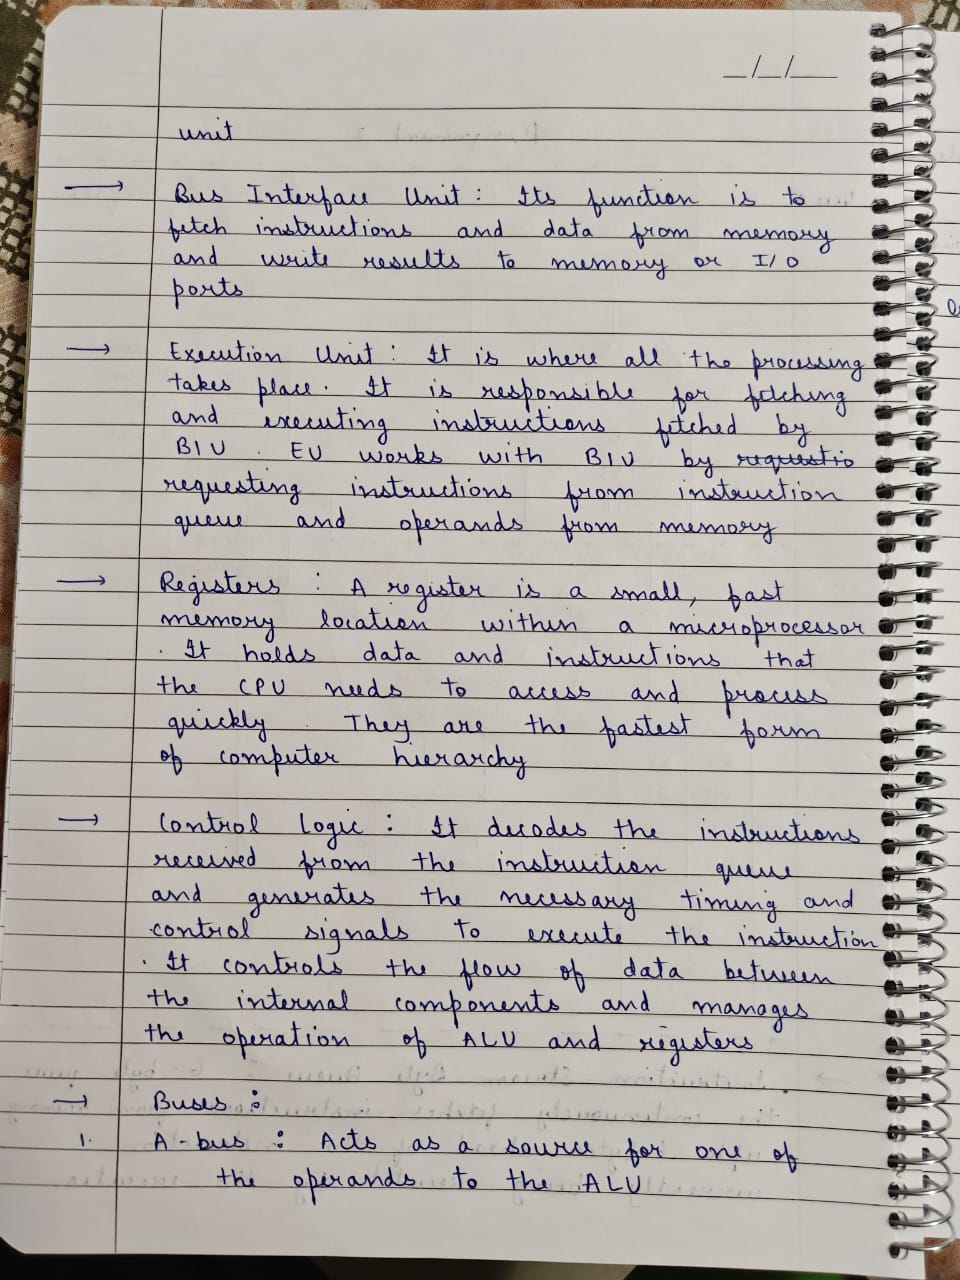 _/_/__
unit
→ Bus Interface Unit : Its function is to
fetch instructions and data from memory
and write results to memory or I/O
ports
→ Execution Unit : It is where all the processing
takes place. It is responsible for fetching
and executing instructions fetched by
BIU . EU works with BIU by requestio
requesting instructions from instruction
queue and operands from memory
→ Registers : A register is a small, fast
memory location within a microprocessor
. It holds data and instructions that
the CPU needs to access and process
quickly . They are the fastest form
of computer hierarchy
→ Control Logic : It decodes the instructions
received from the instruction queue
and generates the necessary timing and
control signals to execute the instruction
. It controls the flow of data between
the internal components and manages
the operation of ALU and registers
→ Buses :
1. A-bus : Acts as a source for one of
the operands to the ALU